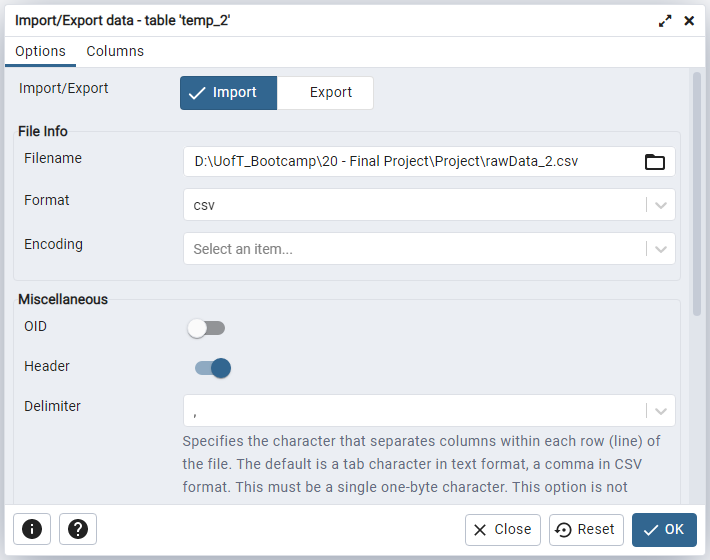 Import/Export data - table 'temp_2'
Options Columns
Import/Export Import Export
File Info
Filename D:\UofT_Bootcamp\20 - Final Project\Project\rawData_2.csv
Format csv
Encoding Select an item...
Miscellaneous
OID
Header
Delimiter ,
Specifies the character that separates columns within each row (line) of
the file. The default is a tab character in text format, a comma in CSV
format. This must be a single one-byte character. This option is not
Close Reset OK